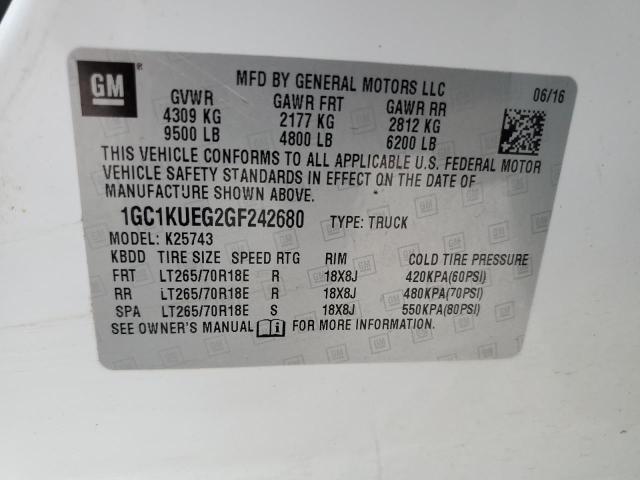 GM ®
MFD BY GENERAL MOTORS LLC 06/16
GVWR GAWR FRT GAWR RR
4309 KG 2177 KG 2812 KG
9500 LB 4800 LB 6200 LB
THIS VEHICLE CONFORMS TO ALL APPLICABLE U.S. FEDERAL MOTOR
VEHICLE SAFETY STANDARDS IN EFFECT ON THE DATE OF
MANUFACTURE SHOWN ABOVE.
1GC1KUEG2GF242680 TYPE: TRUCK
MODEL: K25743
KBDD TIRE SIZE SPEED RTG RIM COLD TIRE PRESSURE
FRT LT265/70R18E R 18X8J 420KPA(60PSI)
RR LT265/70R18E R 18X8J 480KPA(70PSI)
SPA LT265/70R18E S 18X8J 550KPA(80PSI)
SEE OWNER'S MANUAL i FOR MORE INFORMATION.